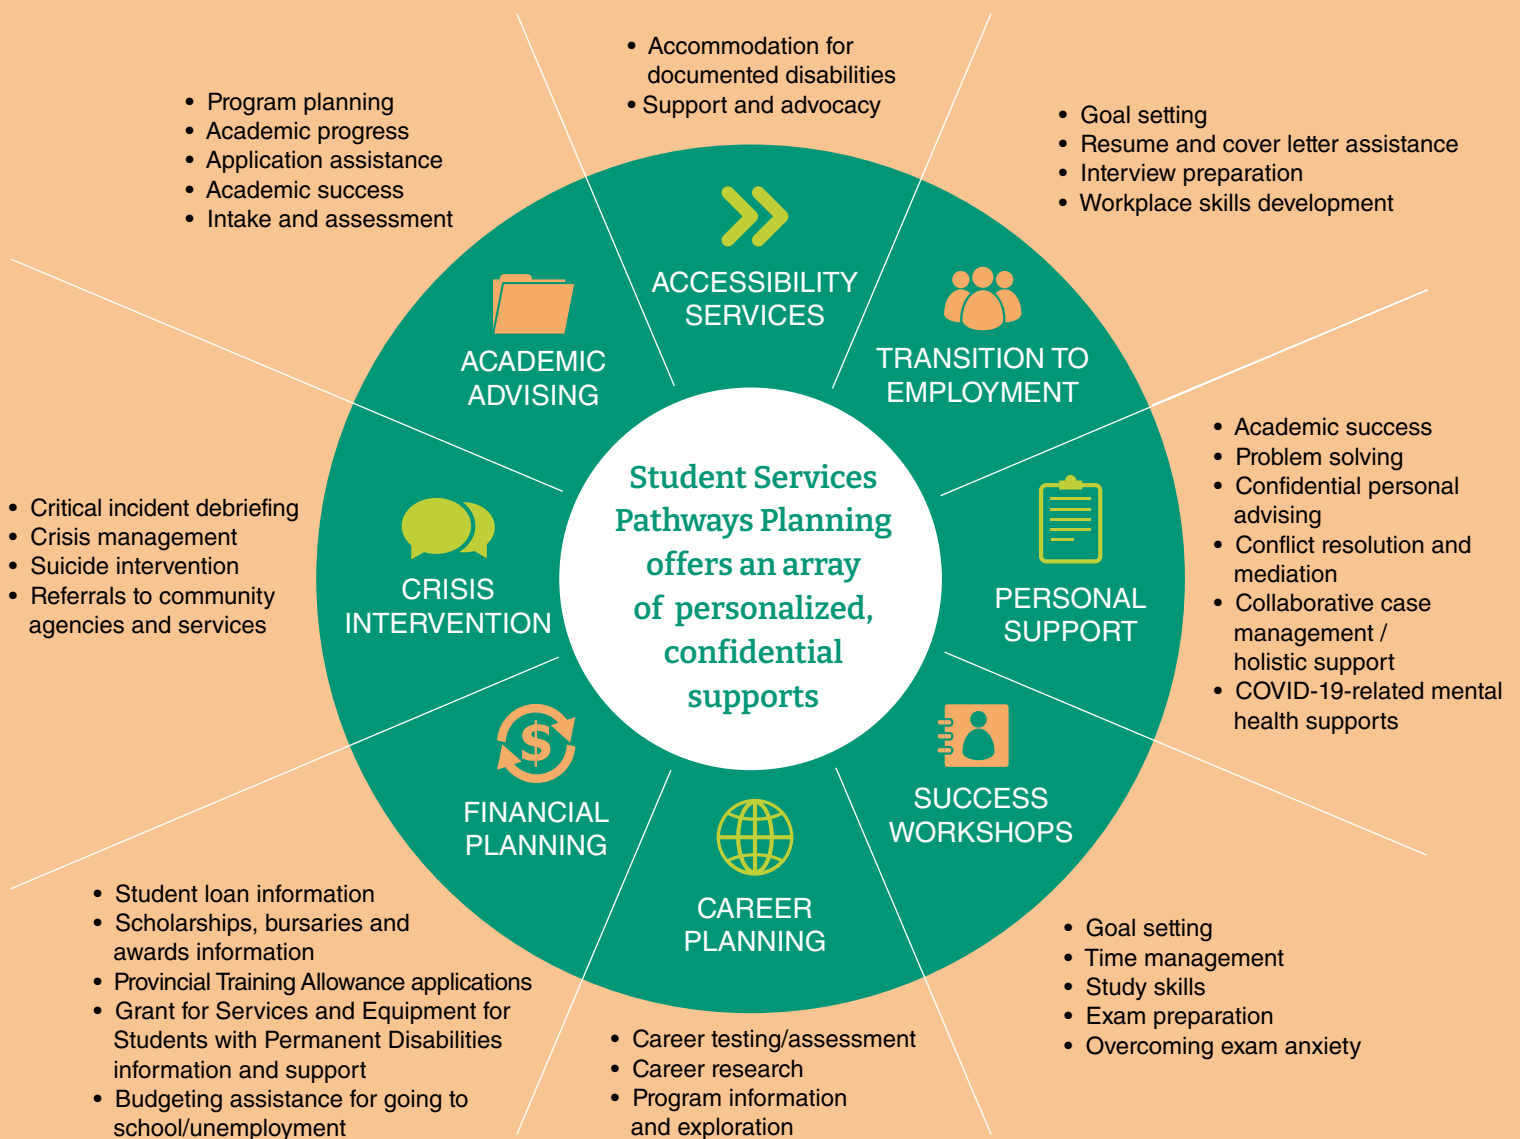 • Accommodation for
documented disabilities
• Support and advocacy
• Program planning
• Academic progress
• Application assistance
• Academic success
• Intake and assessment
• Goal setting
• Resume and cover letter assistance
• Interview preparation
• Workplace skills development
ACCESSIBILITY
SERVICES
ACADEMIC
ADVISING
TRANSITION TO
EMPLOYMENT
Student Services
Pathways Planning
offers an array
of personalized,
confidential
supports
• Critical incident debriefing
• Crisis management
• Suicide intervention
• Referrals to community
agencies and services
CRISIS
INTERVENTION
PERSONAL
SUPPORT
• Academic success
• Problem solving
• Confidential personal
advising
• Conflict resolution and
mediation
• Collaborative case
management /
holistic support
• COVID-19-related mental
health supports
$
FINANCIAL
PLANNING
SUCCESS
WORKSHOPS
CAREER
PLANNING
• Student loan information
• Scholarships, bursaries and
awards information
• Provincial Training Allowance applications
• Grant for Services and Equipment for
Students with Permanent Disabilities
information and support
• Budgeting assistance for going to
school/unemployment
• Career testing/assessment
• Career research
• Program information
and exploration
• Goal setting
• Time management
• Study skills
• Exam preparation
• Overcoming exam anxiety